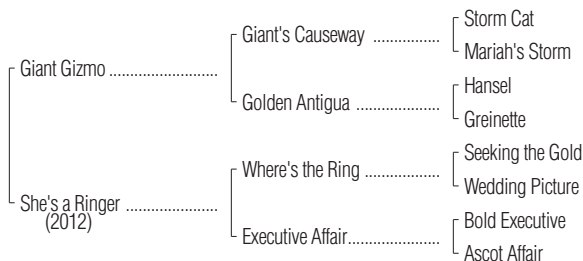 Storm Cat
Giant's Causeway ................
Mariah's Storm
Giant Gizmo ..........................
Hansel
Golden Antigua ....................
Greinette
Seeking the Gold
Where's the Ring ..................
Wedding Picture
She's a Ringer ......................
(2012)
Bold Executive
Executive Affair......................
Ascot Affair